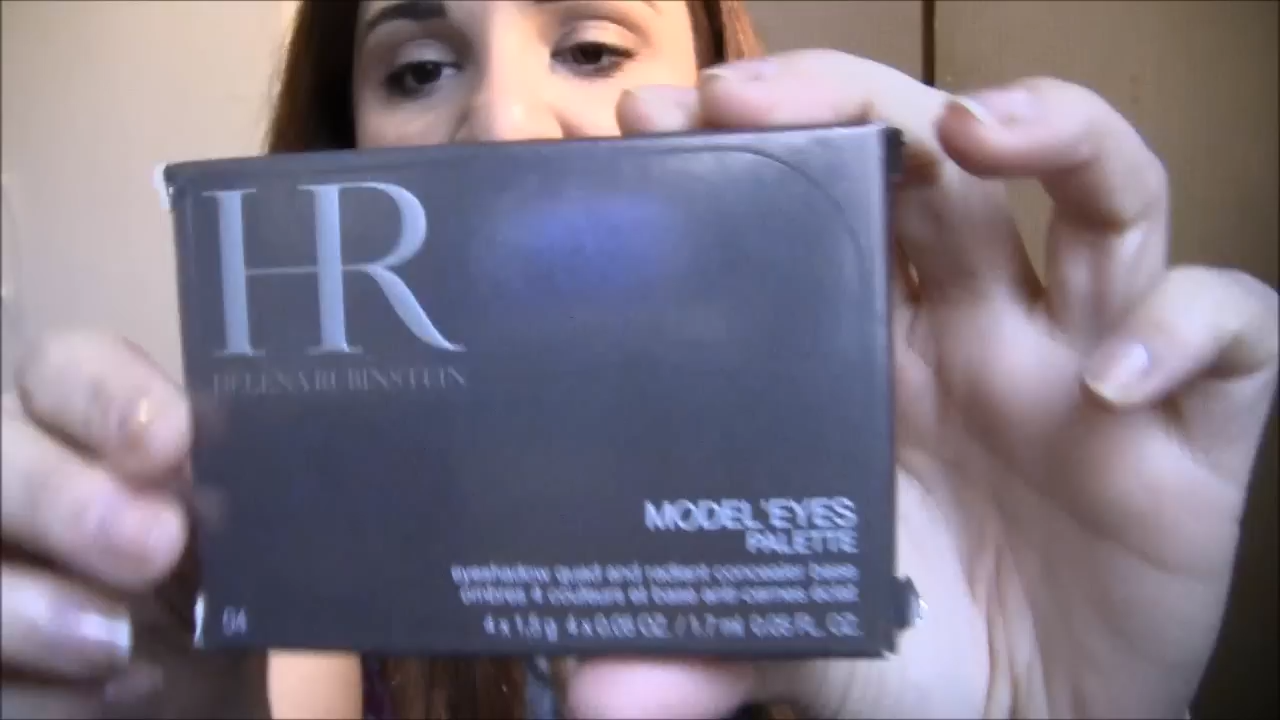 HR
HELENA RUBINSTEIN
MODEL'EYES
PALETTE
eyeshadow quad and radiant concealer base
ombres 4 couleurs et base anti-cernes éclat
04
4 x 1,5 g 4 x 0.05 OZ. / 1.7 ml 0.05 FL. OZ.